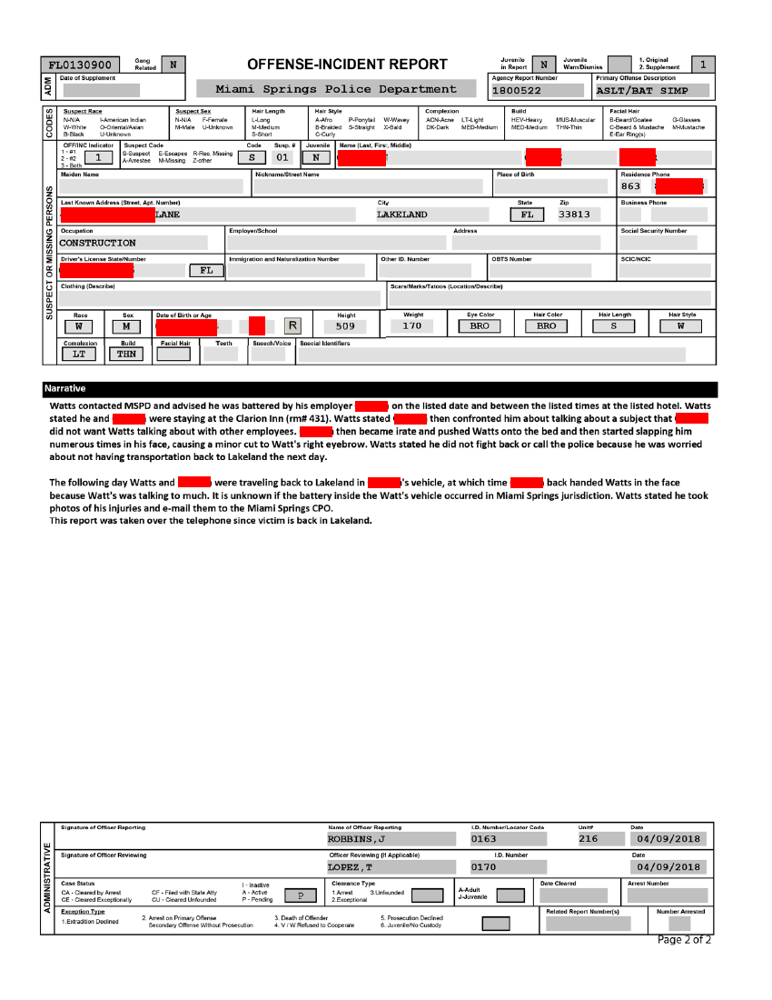 FL0130900
Gang Related N
OFFENSE-INCIDENT REPORT
Juvenile in Report N
Juvenile Warn/Dismiss
1. Original
2. Supplement
1
ADM
Date of Supplement
Miami Springs Police Department
Agency Report Number
1800522
Primary Offense Description
ASLT/BAT SIMP
CODES
Suspect Race
N-N/A I-American Indian
W-White O-Oriental/Asian
B-Black U-Unknown
Suspect Sex
N-N/A F-Female
M-Male U-Unknown
Hair Length
L-Long
M-Medium
S-Short
Hair Style
A-Afro P-Ponytail W-Wavey
B-Braided S-Straight X-Bald
C-Curly
Complexion
ACN-Acne LT-Light
DK-Dark MED-Medium
Build
HEV-Heavy MUS-Muscular
MED-Medium THN-Thin
Facial Hair
B-Beard/Goatee G-Glasses
C-Beard & Mustache M-Mustache
E-Ear Ring(s)
SUSPECT OR MISSING PERSONS
OFF/INC Indicator
1 - #1
2 - #2
3 - Both
1
Suspect Code
S-Suspect E-Escapee R-Rec. Missing
A-Arrestee M-Missing Z-other
Code S
Susp. # 01
Juvenile N
Name (Last, First, Middle)
Maiden Name
Nickname/Street Name
Place of Birth
Residence Phone
863
Last Known Address (Street, Apt. Number)
LANE
City
LAKELAND
State
FL
Zip
33813
Business Phone
Occupation
CONSTRUCTION
Employer/School
Address
Social Security Number
Driver's License State/Number
FL
Immigration and Naturalization Number
Other ID. Number
OBTS Number
SCIC/NCIC
Clothing (Describe)
Scars/Marks/Tatoos (Location/Describe)
Race
W
Sex
M
Date of Birth or Age
R
Height
509
Weight
170
Eye Color
BRO
Hair Color
BRO
Hair Length
S
Hair Style
W
Complexion
LT
Build
THN
Facial Hair
Teeth
Speech/Voice
Special Identifiers
Narrative
Watts contacted MSPD and advised he was battered by his employer on the listed date and between the listed times at the listed hotel. Watts
stated he and were staying at the Clarion Inn (rm# 431). Watts stated then confronted him about talking about a subject that
did not want Watts talking about with other employees. then became irate and pushed Watts onto the bed and then started slapping him
numerous times in his face, causing a minor cut to Watt's right eyebrow. Watts stated he did not fight back or call the police because he was worried
about not having transportation back to Lakeland the next day.
The following day Watts and were traveling back to Lakeland in 's vehicle, at which time back handed Watts in the face
because Watt's was talking to much. It is unknown if the battery inside the Watt's vehicle occurred in Miami Springs jurisdiction. Watts stated he took
photos of his injuries and e-mail them to the Miami Springs CPO.
This report was taken over the telephone since victim is back in Lakeland.
ADMINISTRATIVE
Signature of Officer Reporting
Name of Officer Reporting
ROBBINS,J
I.D. Number/Locator Code
0163
Unit#
216
Date
04/09/2018
Signature of Officer Reviewing
Officer Reviewing (If Applicable)
LOPEZ,T
I.D. Number
0170
Date
04/09/2018
Case Status
CA - Cleared by Arrest CF - Filed with State Atty
CE - Cleared Exceptionally CU - Cleared Unfounded
I - Inactive
A - Active
P - Pending
P
Clearance Type
1.Arrest 3.Unfounded
2.Exceptional
A-Adult
J-Juvenile
Date Cleared
Arrest Number
Exception Type
1.Extradition Declined
2. Arrest on Primary Offense
Secondary Offense Without Prosecution
3. Death of Offender
4. V / W Refused to Cooperate
5. Prosecution Declined
6. Juvenile/No Custody
Related Report Number(s)
Number Arrested
Page 2 of 2